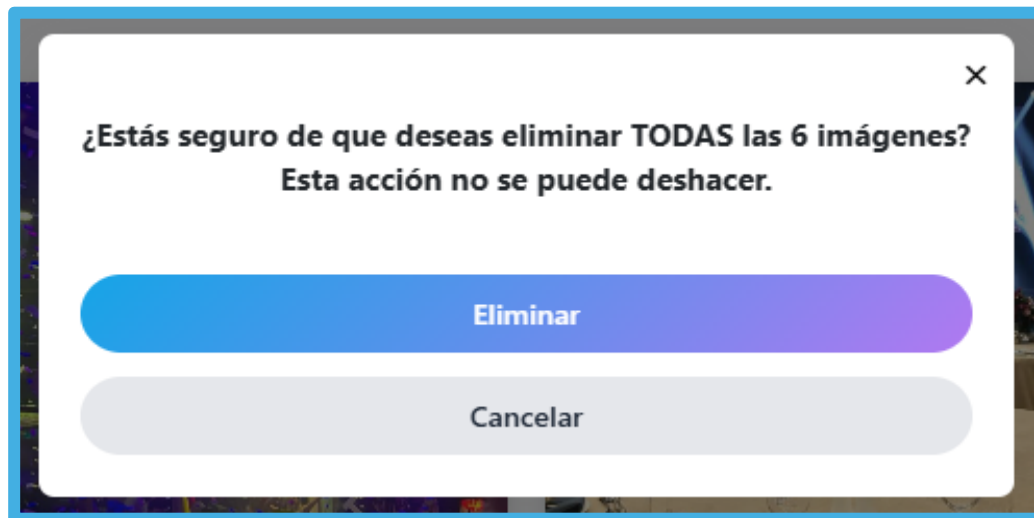 ¿Estás seguro de que deseas eliminar TODAS las 6 imágenes?
Esta acción no se puede deshacer.
Eliminar
Cancelar